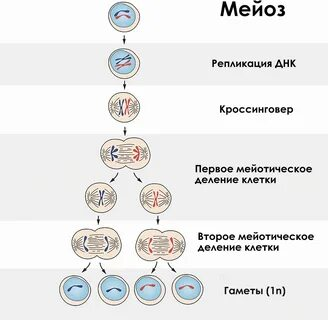 Мейоз
Репликация ДНК
Кроссинговер
Первое мейотическое
деление клетки
Второе мейотическое
деление клетки
Гаметы (1n)